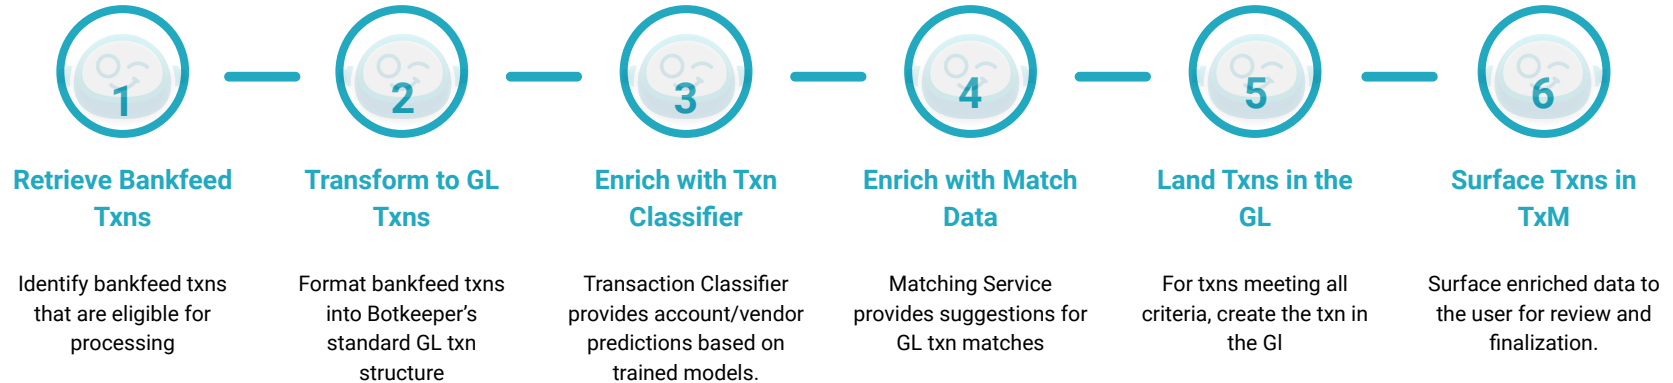 1
Retrieve Bankfeed
Txns
Identify bankfeed txns
that are eligible for
processing
2
Transform to GL
Txns
Format bankfeed txns
into Botkeeper's
standard GL txn
structure
3
Enrich with Txn
Classifier
Transaction Classifier
provides account/vendor
predictions based on
trained models.
4
Enrich with Match
Data
Matching Service
provides suggestions for
GL txn matches
5
Land Txns in the
GL
For txns meeting all
criteria, create the txn in
the Gl
6
Surface Txns in
TxM
Surface enriched data to
the user for review and
finalization.